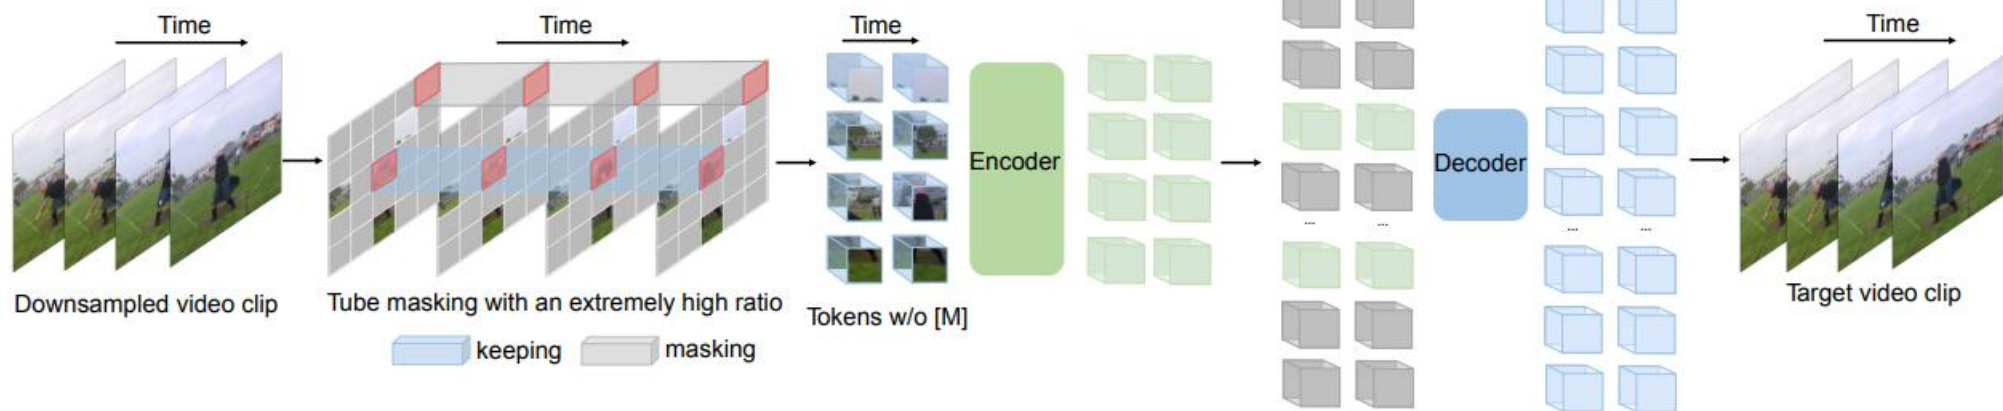 Time
Time
Time
Time
Encoder
Decoder
...
...
...
...
Downsampled video clip
Tube masking with an extremely high ratio
Tokens w/o [M]
Target video clip
keeping
masking